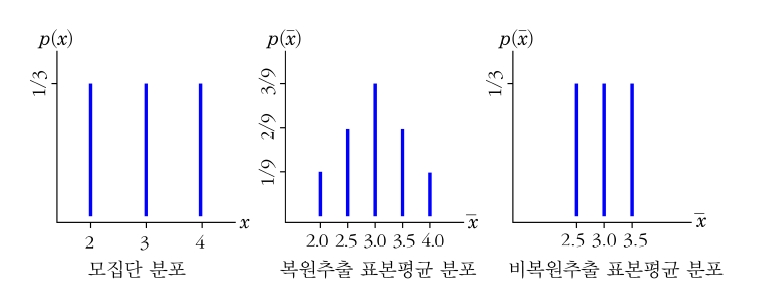 p(x)
1/3
2 3 4 x
모집단 분포
p(x̄)
3/9
2/9
1/9
2.0 2.5 3.0 3.5 4.0 x̄
복원추출 표본평균 분포
p(x̄)
1/3
2.5 3.0 3.5 x̄
비복원추출 표본평균 분포